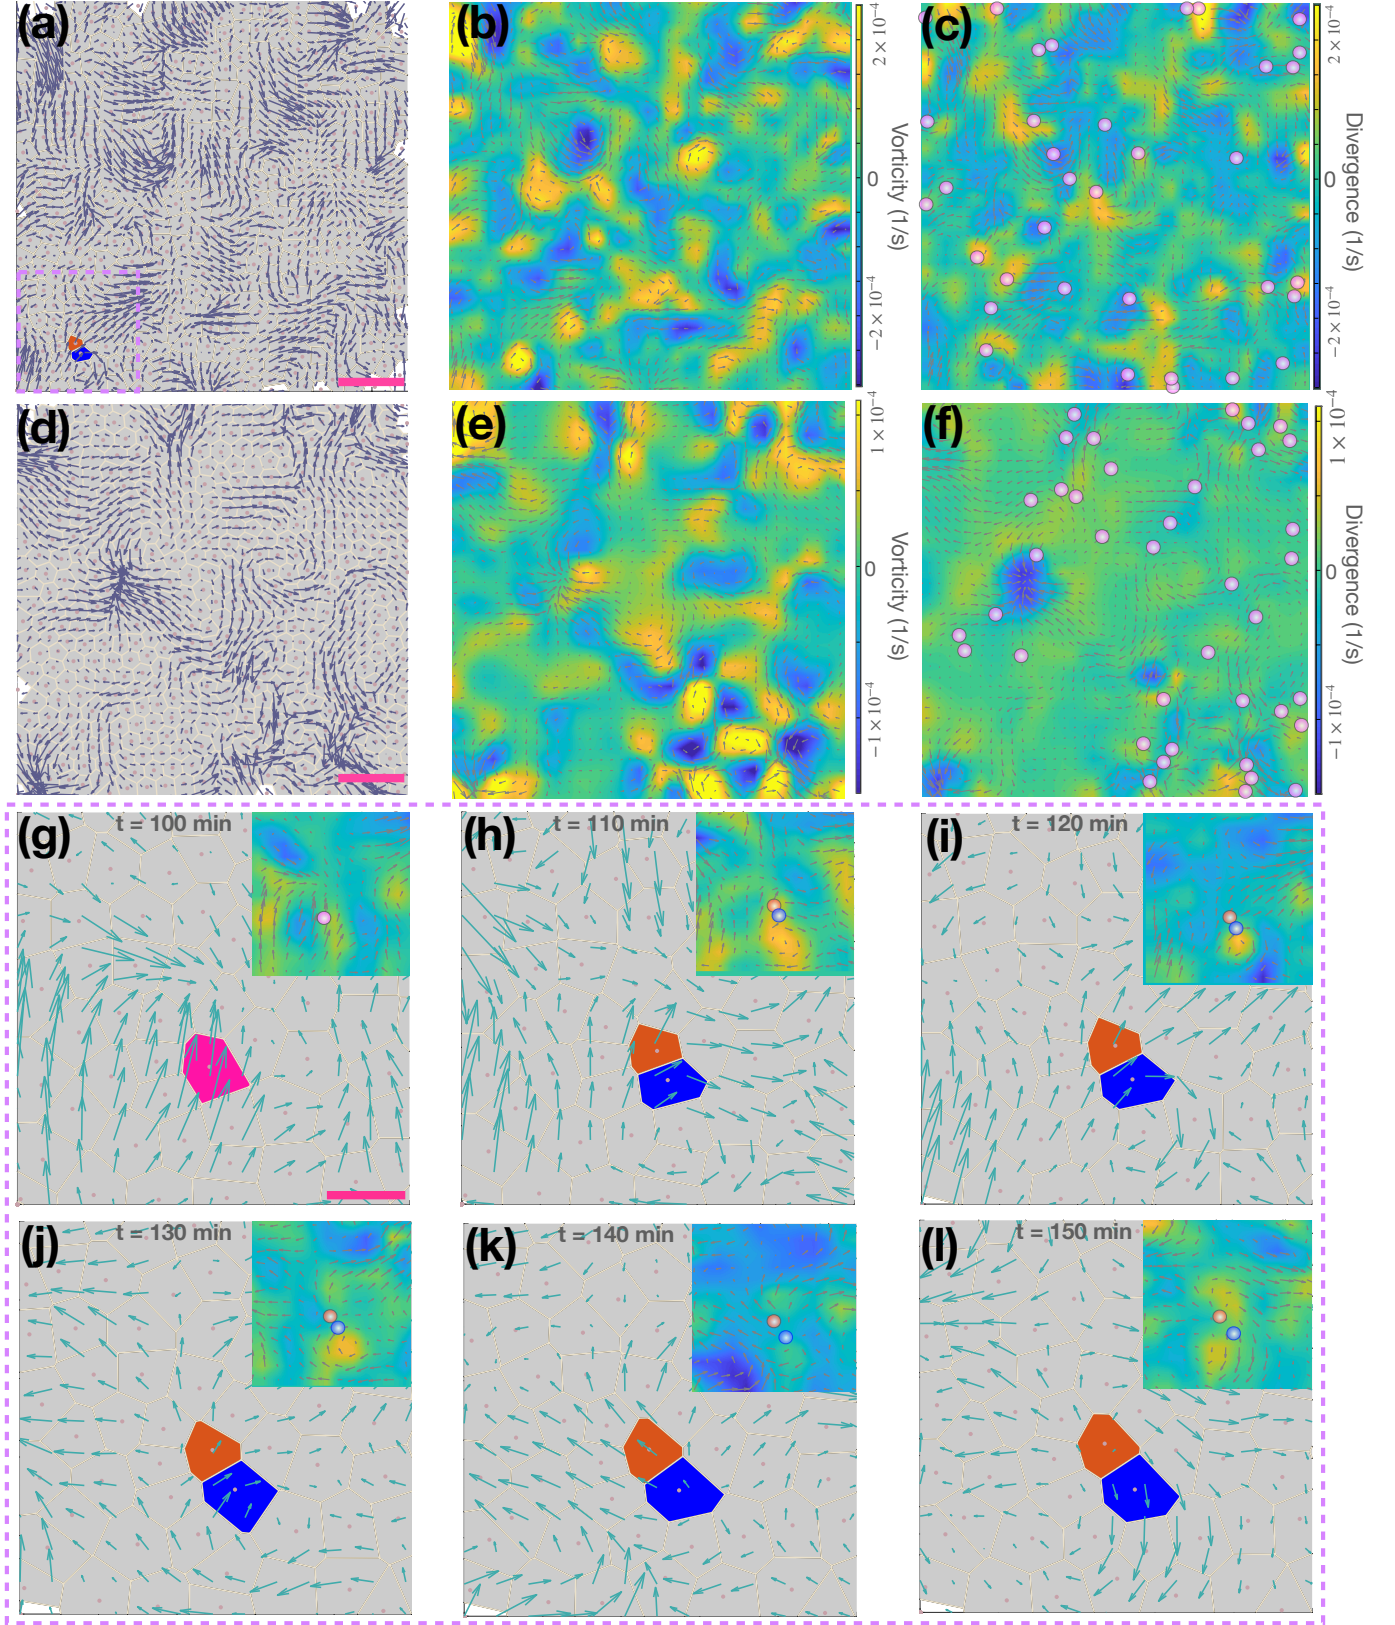 (a)
(b)
2×10⁻⁴
0
−2×10⁻⁴
Vorticity (1/s)
(c)
2×10⁻⁴
0
−2×10⁻⁴
Divergence (1/s)
(d)
(e)
1×10⁻⁴
0
−1×10⁻⁴
Vorticity (1/s)
(f)
1×10⁻⁴
0
−1×10⁻⁴
Divergence (1/s)
(g)
t = 100 min
(h)
t = 110 min
(i)
t = 120 min
(j)
t = 130 min
(k)
t = 140 min
(l)
t = 150 min